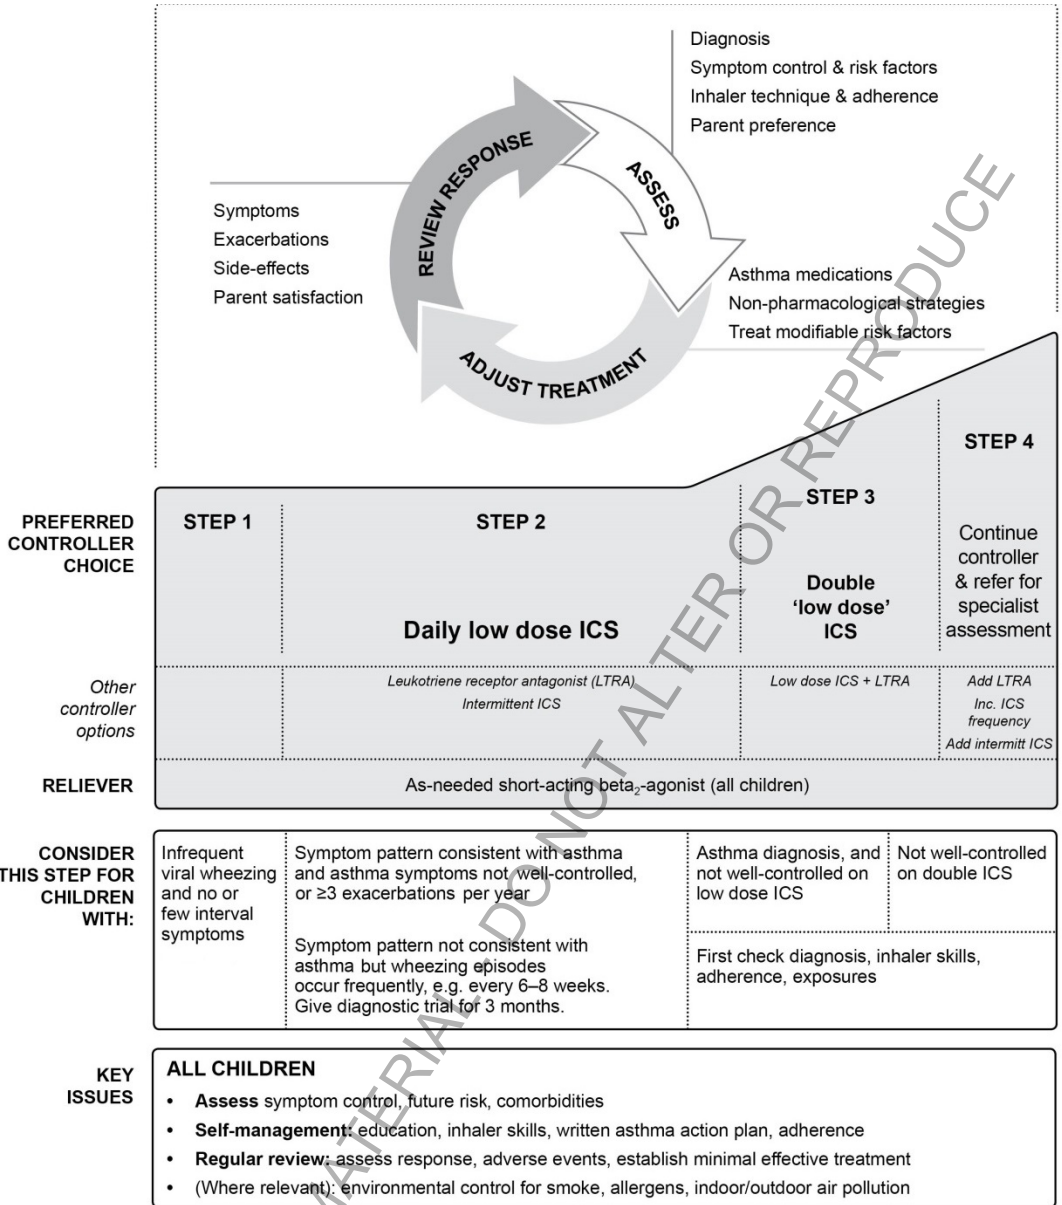 Diagnosis
Symptom control & risk factors
Inhaler technique & adherence
Parent preference
REVIEW RESPONSE
ASSESS
ADJUST TREATMENT
Symptoms
Exacerbations
Side-effects
Parent satisfaction
Asthma medications
Non-pharmacological strategies
Treat modifiable risk factors
PREFERRED
CONTROLLER
CHOICE
STEP 1
STEP 2
Daily low dose ICS
STEP 3
Double
‘low dose’
ICS
STEP 4
Continue
controller
& refer for
specialist
assessment
Other
controller
options
Leukotriene receptor antagonist (LTRA)
Intermittent ICS
Low dose ICS + LTRA
Add LTRA
Inc. ICS
frequency
Add intermitt ICS
RELIEVER
As-needed short-acting beta₂-agonist (all children)
CONSIDER
THIS STEP FOR
CHILDREN
WITH:
Infrequent
viral wheezing
and no or
few interval
symptoms
Symptom pattern consistent with asthma
and asthma symptoms not well-controlled,
or ≥3 exacerbations per year
Symptom pattern not consistent with
asthma but wheezing episodes
occur frequently, e.g. every 6–8 weeks.
Give diagnostic trial for 3 months.
Asthma diagnosis, and
not well-controlled on
low dose ICS
Not well-controlled
on double ICS
First check diagnosis, inhaler skills,
adherence, exposures
KEY
ISSUES
ALL CHILDREN
• Assess symptom control, future risk, comorbidities
• Self-management: education, inhaler skills, written asthma action plan, adherence
• Regular review: assess response, adverse events, establish minimal effective treatment
• (Where relevant): environmental control for smoke, allergens, indoor/outdoor air pollution
MATERIAL - DO NOT ALTER OR REPRODUCE